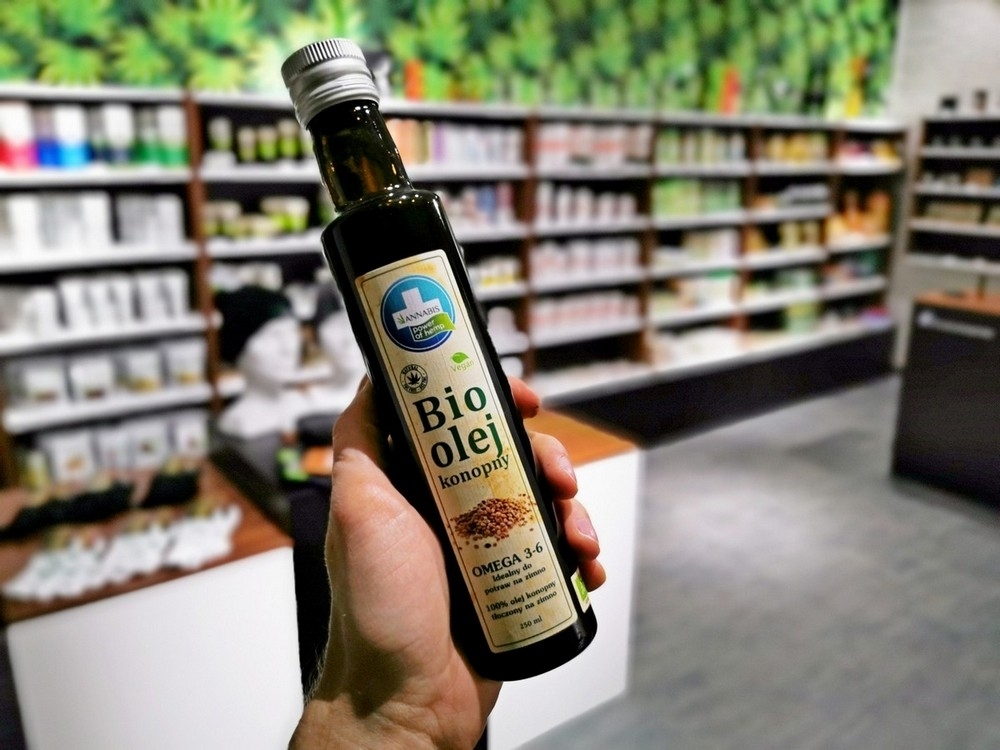 ANNABIS
power
of hemp
Vegan
Bio
olej
konopny
OMEGA 3-6
Idealny do
potraw na zimno
100% olej konopny
tłoczony na zimno
250 ml